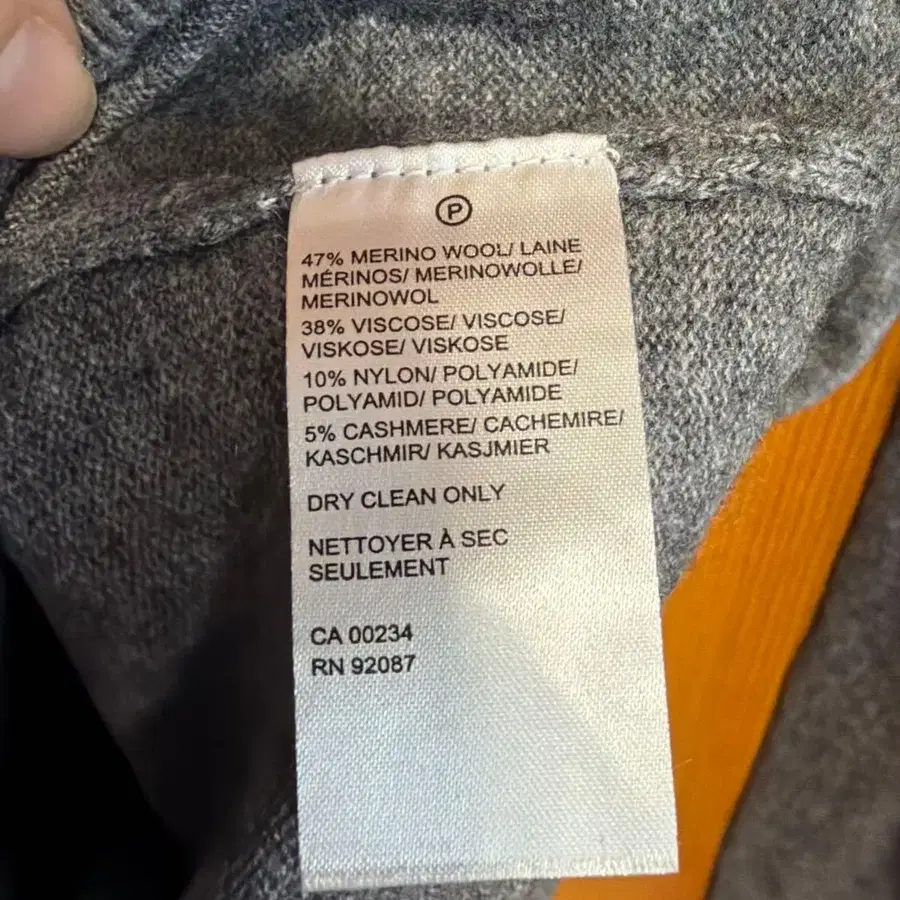 P
47% MERINO WOOL/ LAINE
MÉRINOS/ MERINOWOLLE/
MERINOWOL
38% VISCOSE/ VISCOSE/
VISKOSE/ VISKOSE
10% NYLON/ POLYAMIDE/
POLYAMID/ POLYAMIDE
5% CASHMERE/ CACHEMIRE/
KASCHMIR/ KASJMIER
DRY CLEAN ONLY
NETTOYER À SEC
SEULEMENT
CA 00234
RN 92087